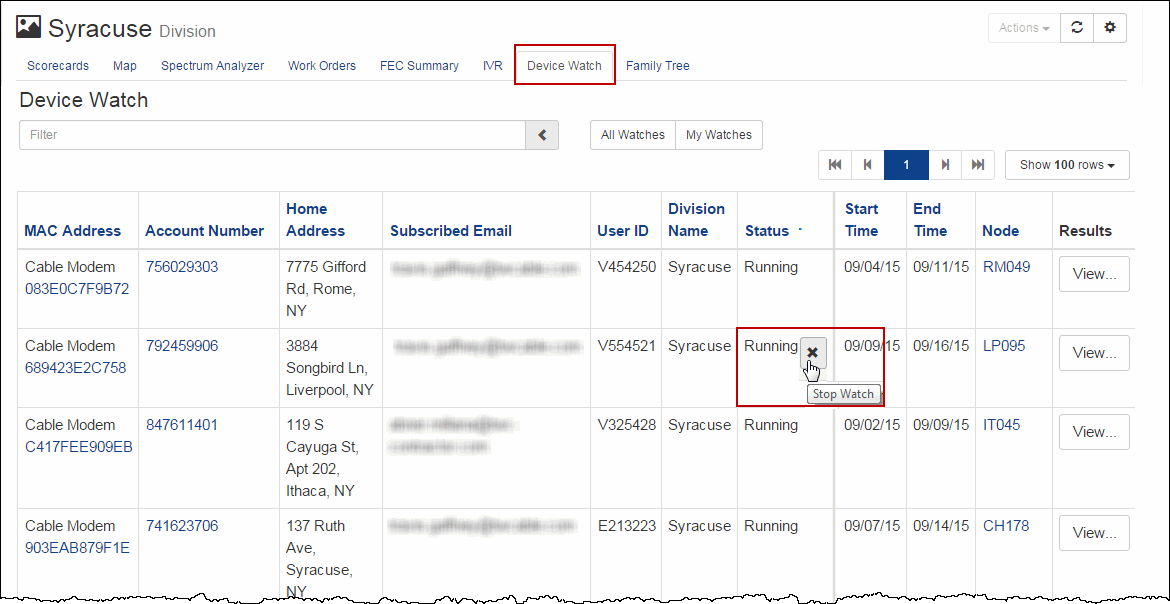 Syracuse Division
Actions
Scorecards Map Spectrum Analyzer Work Orders FEC Summary IVR Device Watch Family Tree
Device Watch
Filter
All Watches My Watches
1
Show 100 rows
MAC Address Account Number Home Address Subscribed Email User ID Division Name Status Start Time End Time Node Results
Cable Modem 756029303 7775 Gifford V454250 Syracuse Running 09/04/15 09/11/15 RM049 View...
083E0C7F9B72 Rd, Rome,
NY
Cable Modem 792459906 3884 V554521 Syracuse Running 09/09/15 09/16/15 LP095 View...
689423E2C758 Songbird Ln,
Liverpool, NY
Stop Watch
Cable Modem 847611401 119 S V325428 Syracuse Running 09/02/15 09/09/15 IT045 View...
C417FEE909EB Cayuga St,
Apt 202,
Ithaca, NY
Cable Modem 741623706 137 Ruth E213223 Syracuse Running 09/07/15 09/14/15 CH178 View...
903EAB879F1E Ave,
Syracuse,
NY